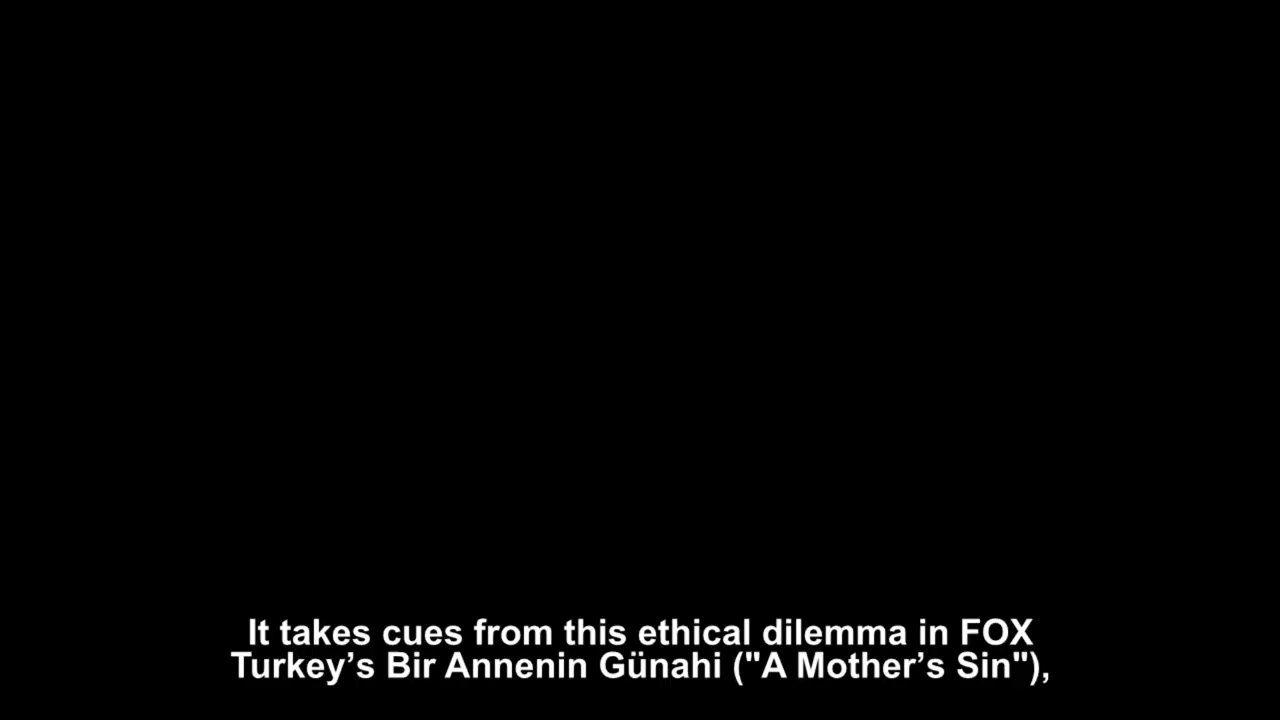 It takes cues from this ethical dilemma in FOX
Turkey’s Bir Annenin Günahi ("A Mother’s Sin"),